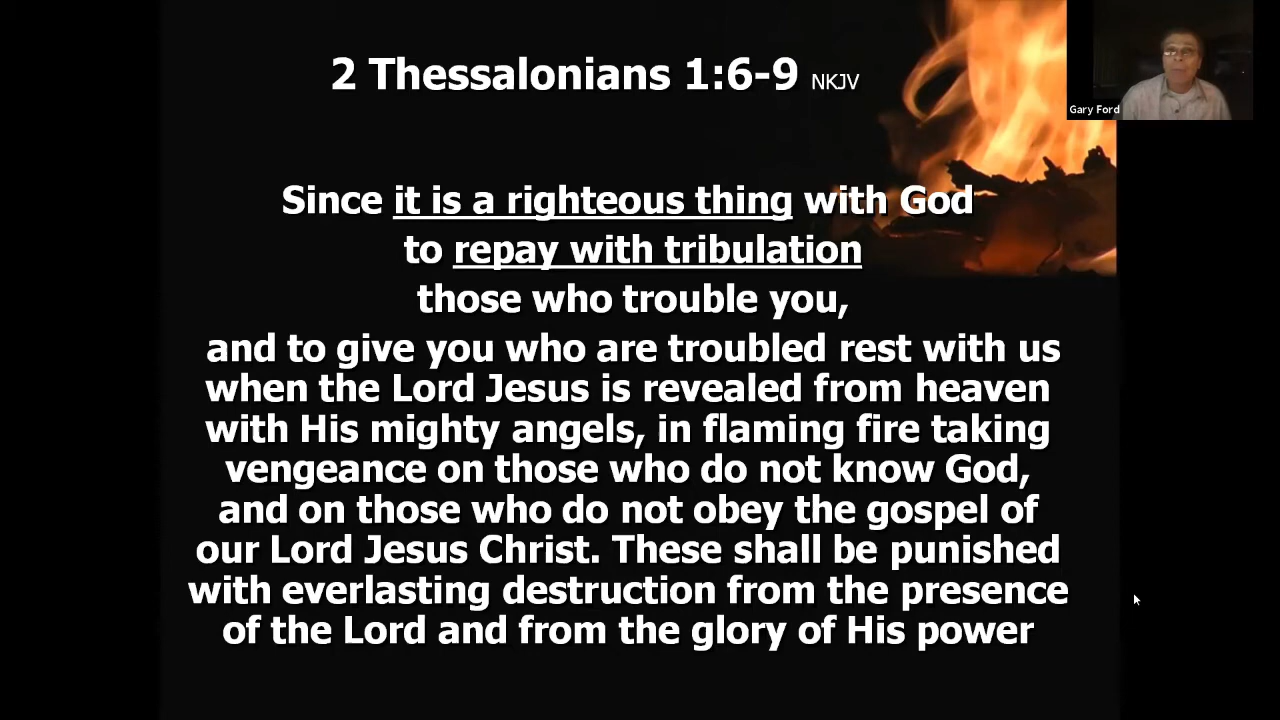 2 Thessalonians 1:6-9 NKJV
Gary Ford
Since it is a righteous thing with God
to repay with tribulation
those who trouble you,
and to give you who are troubled rest with us
when the Lord Jesus is revealed from heaven
with His mighty angels, in flaming fire taking
vengeance on those who do not know God,
and on those who do not obey the gospel of
our Lord Jesus Christ. These shall be punished
with everlasting destruction from the presence
of the Lord and from the glory of His power